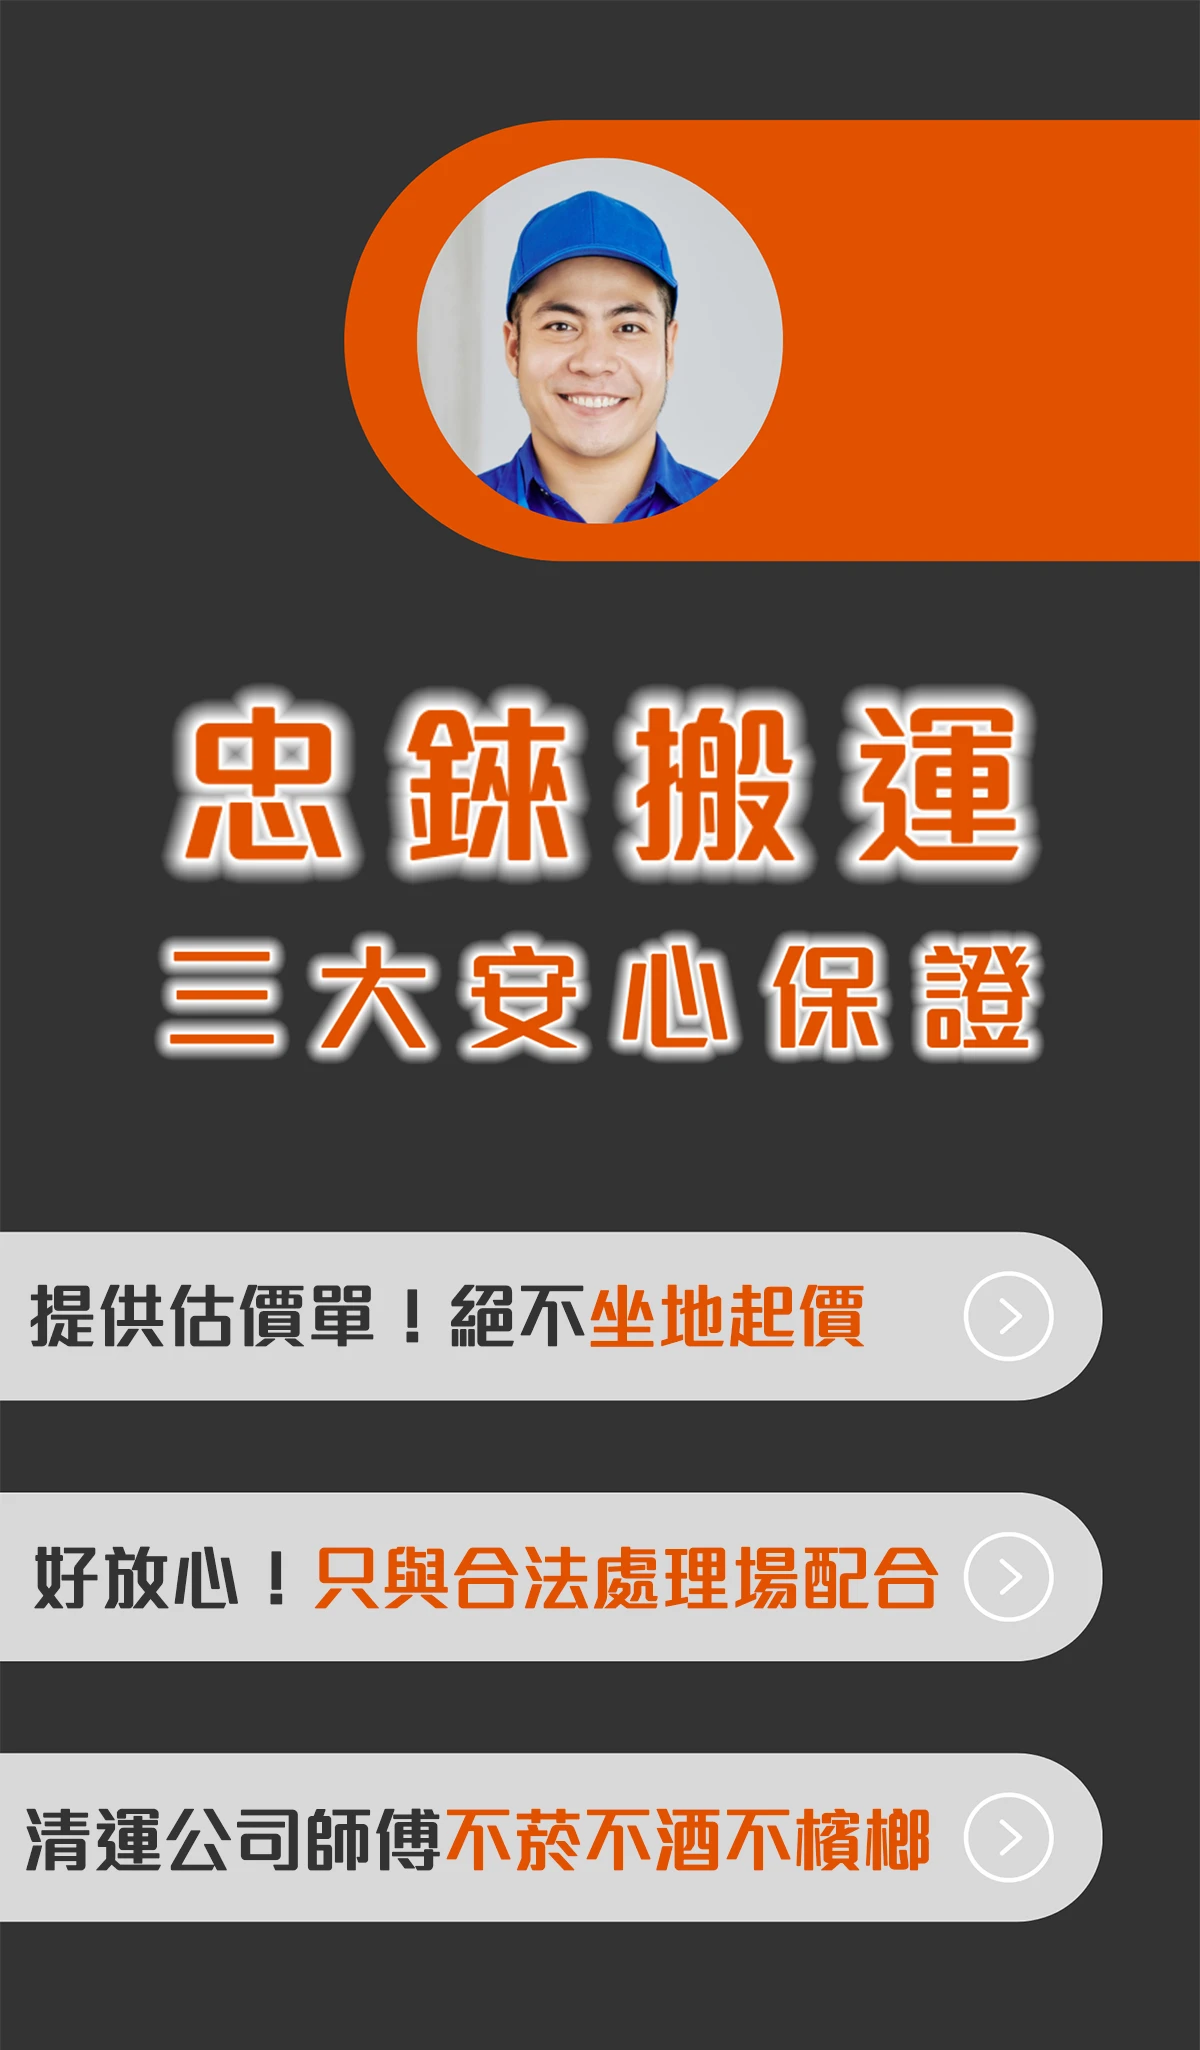 忠錸搬運
三大安心保證
提供估價單！絕不坐地起價
好放心！只與合法處理場配合
清運公司師傅不菸不酒不檳榔